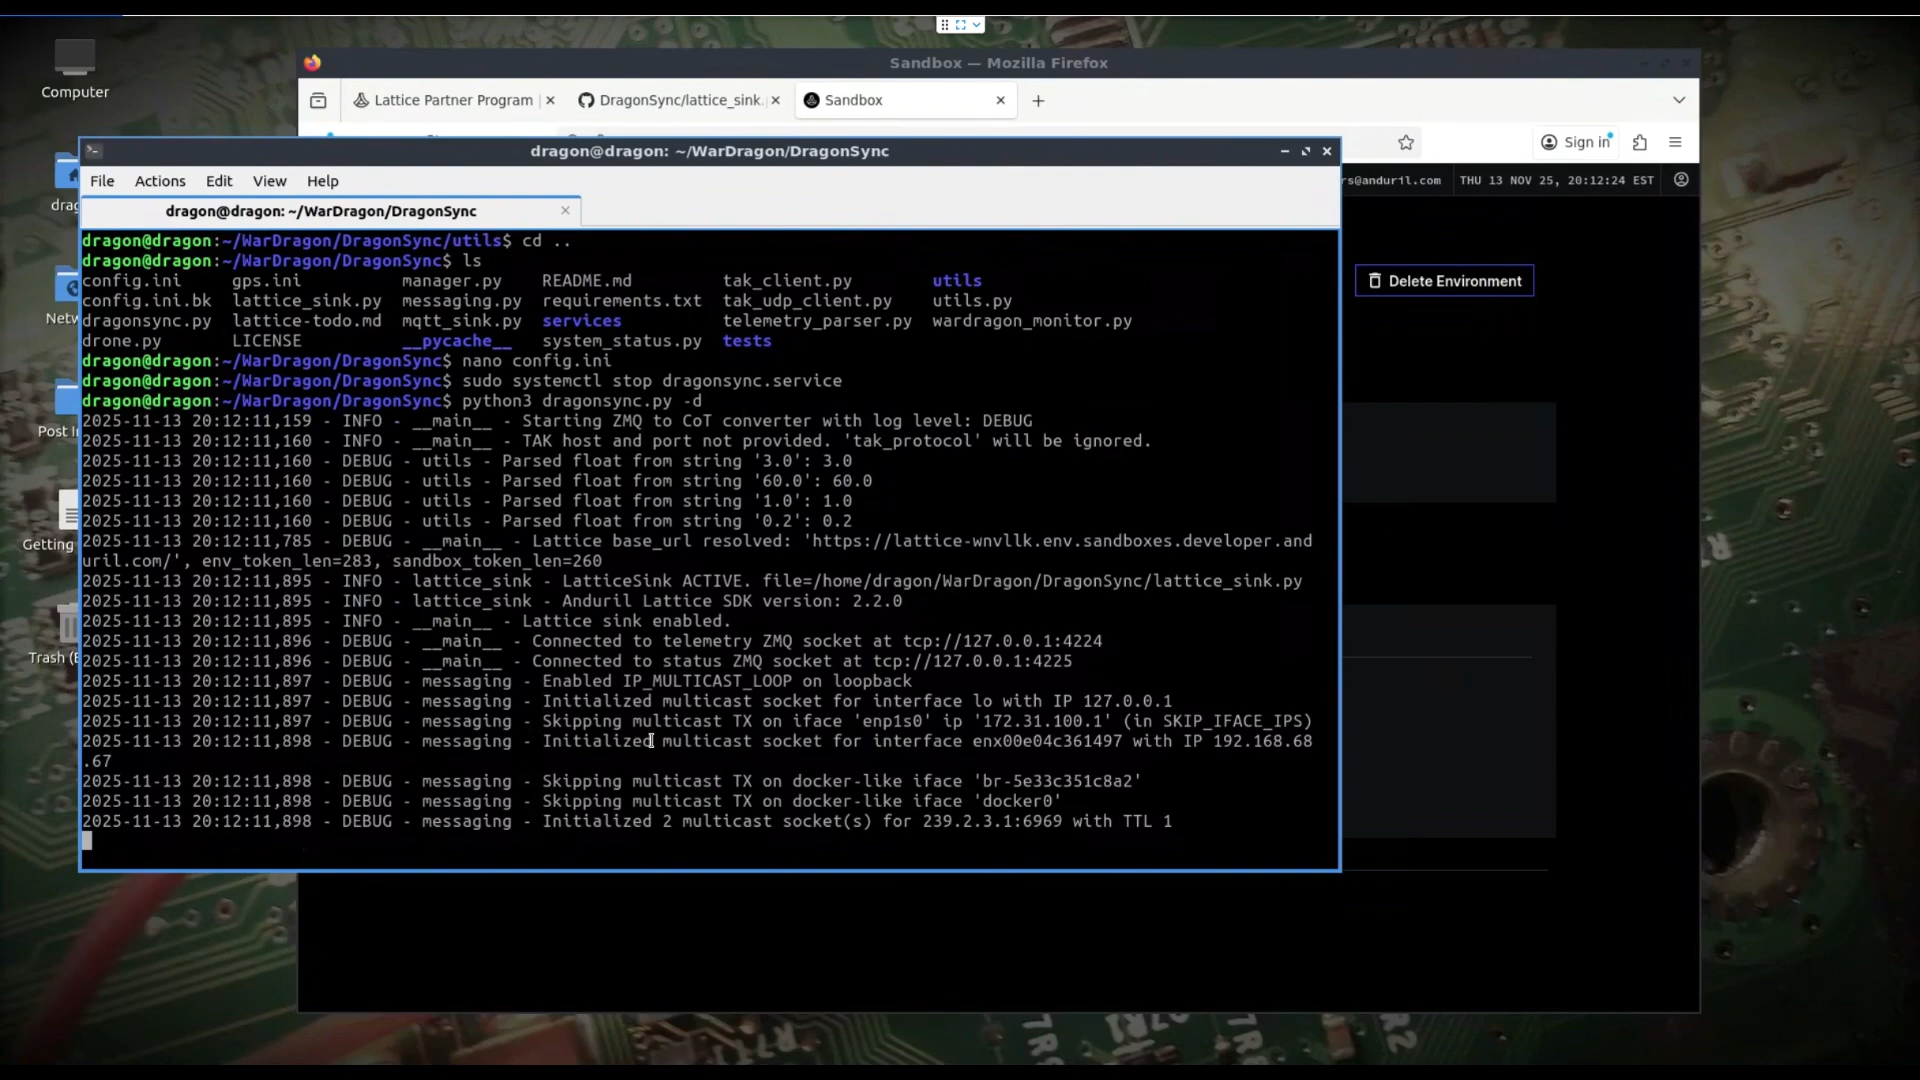 Computer
Sandbox — Mozilla Firefox
Lattice Partner Program
DragonSync/lattice_sink.
Sandbox
Sign in
rs@anduril.com
THU 13 NOV 25, 20:12:24 EST
Delete Environment
drag
Netw
Post In
Getting
Trash (E
dragon@dragon: ~/WarDragon/DragonSync
File Actions Edit View Help
dragon@dragon: ~/WarDragon/DragonSync
dragon@dragon:~/WarDragon/DragonSync/utils$ cd ..
dragon@dragon:~/WarDragon/DragonSync$ ls
config.ini gps.ini manager.py README.md tak_client.py utils
config.ini.bk lattice_sink.py messaging.py requirements.txt tak_udp_client.py utils.py
dragonsync.py lattice-todo.md mqtt_sink.py services telemetry_parser.py wardragon_monitor.py
drone.py LICENSE __pycache__ system_status.py tests
dragon@dragon:~/WarDragon/DragonSync$ nano config.ini
dragon@dragon:~/WarDragon/DragonSync$ sudo systemctl stop dragonsync.service
dragon@dragon:~/WarDragon/DragonSync$ python3 dragonsync.py -d
2025-11-13 20:12:11,159 - INFO - __main__ - Starting ZMQ to CoT converter with log level: DEBUG
2025-11-13 20:12:11,160 - INFO - __main__ - TAK host and port not provided. 'tak_protocol' will be ignored.
2025-11-13 20:12:11,160 - DEBUG - utils - Parsed float from string '3.0': 3.0
2025-11-13 20:12:11,160 - DEBUG - utils - Parsed float from string '60.0': 60.0
2025-11-13 20:12:11,160 - DEBUG - utils - Parsed float from string '1.0': 1.0
2025-11-13 20:12:11,160 - DEBUG - utils - Parsed float from string '0.2': 0.2
2025-11-13 20:12:11,785 - DEBUG - __main__ - Lattice base_url resolved: 'https://lattice-wnvllk.env.sandboxes.developer.and
uril.com/', env_token_len=283, sandbox_token_len=260
2025-11-13 20:12:11,895 - INFO - lattice_sink - LatticeSink ACTIVE. file=/home/dragon/WarDragon/DragonSync/lattice_sink.py
2025-11-13 20:12:11,895 - INFO - lattice_sink - Anduril Lattice SDK version: 2.2.0
2025-11-13 20:12:11,895 - INFO - __main__ - Lattice sink enabled.
2025-11-13 20:12:11,896 - DEBUG - __main__ - Connected to telemetry ZMQ socket at tcp://127.0.0.1:4224
2025-11-13 20:12:11,896 - DEBUG - __main__ - Connected to status ZMQ socket at tcp://127.0.0.1:4225
2025-11-13 20:12:11,897 - DEBUG - messaging - Enabled IP_MULTICAST_LOOP on loopback
2025-11-13 20:12:11,897 - DEBUG - messaging - Initialized multicast socket for interface lo with IP 127.0.0.1
2025-11-13 20:12:11,897 - DEBUG - messaging - Skipping multicast TX on iface 'enp1s0' ip '172.31.100.1' (in SKIP_IFACE_IPS)
2025-11-13 20:12:11,898 - DEBUG - messaging - Initialized multicast socket for interface enx00e04c361497 with IP 192.168.68
.67
2025-11-13 20:12:11,898 - DEBUG - messaging - Skipping multicast TX on docker-like iface 'br-5e33c351c8a2'
2025-11-13 20:12:11,898 - DEBUG - messaging - Skipping multicast TX on docker-like iface 'docker0'
2025-11-13 20:12:11,898 - DEBUG - messaging - Initialized 2 multicast socket(s) for 239.2.3.1:6969 with TTL 1